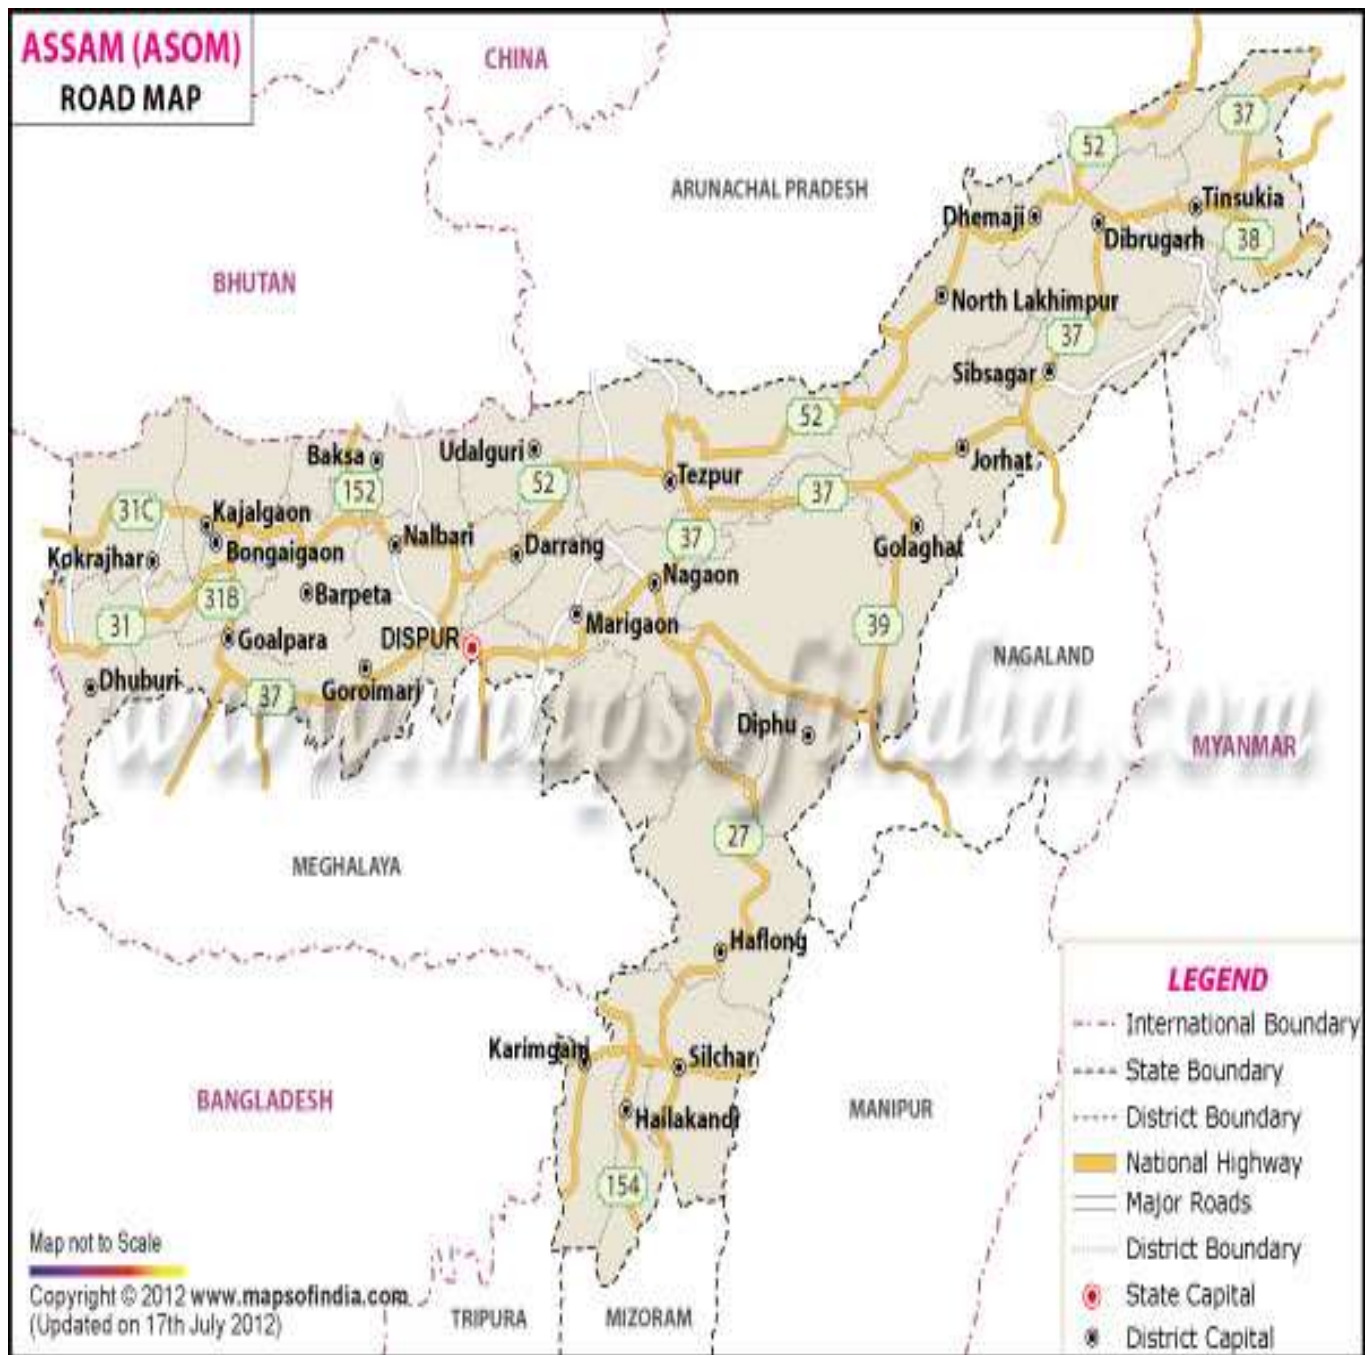 ASSAM (ASOM)
ROAD MAP
CHINA
37
52
ARUNACHAL PRADESH
Tinsukia
Dhemaji
Dibrugarh
38
BHUTAN
North Lakhimpur
37
Sibsagar
52
Baksa
Udalguri
Jorhat
Tezpur
152
52
37
31C
Kajalgaon
Nalbari
37
Darrang
Golaghat
Kokrajhar
Bongaigaon
Nagaon
31B
Barpeta
31
Marigaon
39
Goalpara
DISPUR
NAGALAND
Dhuburi
37
Goroimari
Diphu
www.mapsofindia.com
MYANMAR
27
MEGHALAYA
Haflong
LEGEND
International Boundary
Karimganj
Silchar
State Boundary
BANGLADESH
MANIPUR
Hailakandi
District Boundary
National Highway
154
Major Roads
Map not to Scale
District Boundary
Copyright © 2012 www.mapsofindia.com
State Capital
(Updated on 17th July 2012)
TRIPURA
MIZORAM
District Capital